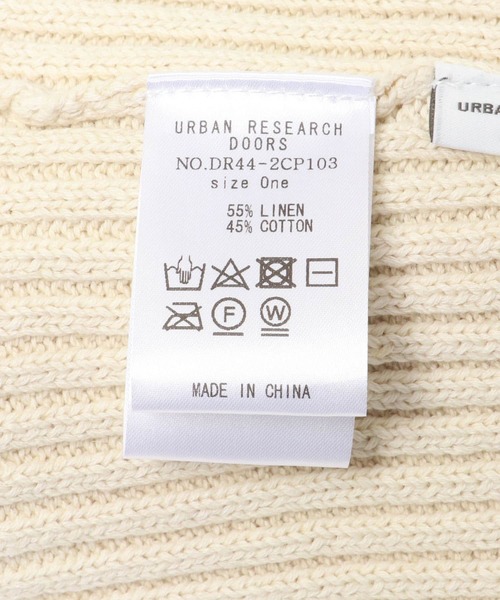 URBAN RESEARCH
DOORS
NO.DR44-2CP103
size One
55% LINEN
45% COTTON
F
W
MADE IN CHINA
URBAN